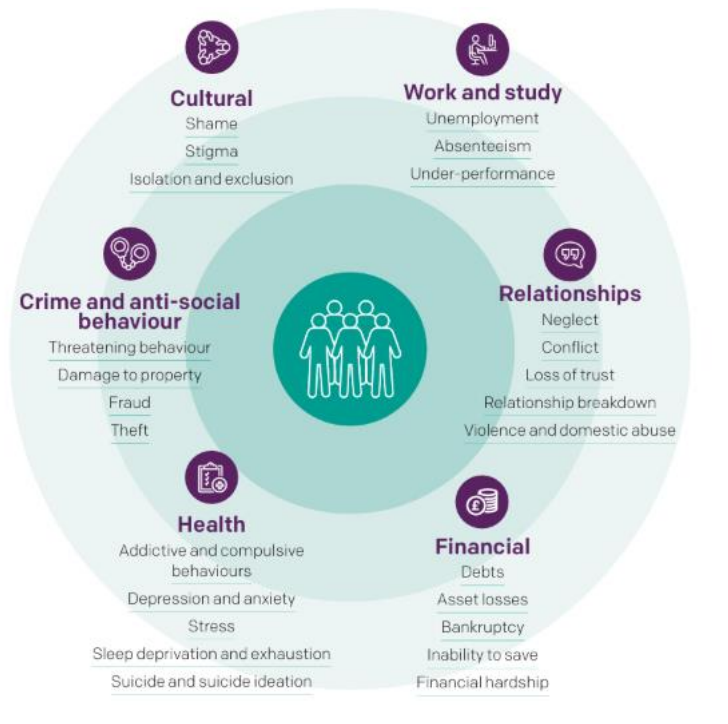 Cultural
Shame
Stigma
Isolation and exclusion
Work and study
Unemployment
Absenteeism
Under-performance
Crime and anti-social
behaviour
Threatening behaviour
Damage to property
Fraud
Theft
Relationships
Neglect
Conflict
Loss of trust
Relationship breakdown
Violence and domestic abuse
Health
Addictive and compulsive
behaviours
Depression and anxiety
Stress
Sleep deprivation and exhaustion
Suicide and suicide ideation
£
Financial
Debts
Asset losses
Bankruptcy
Inability to save
Financial hardship